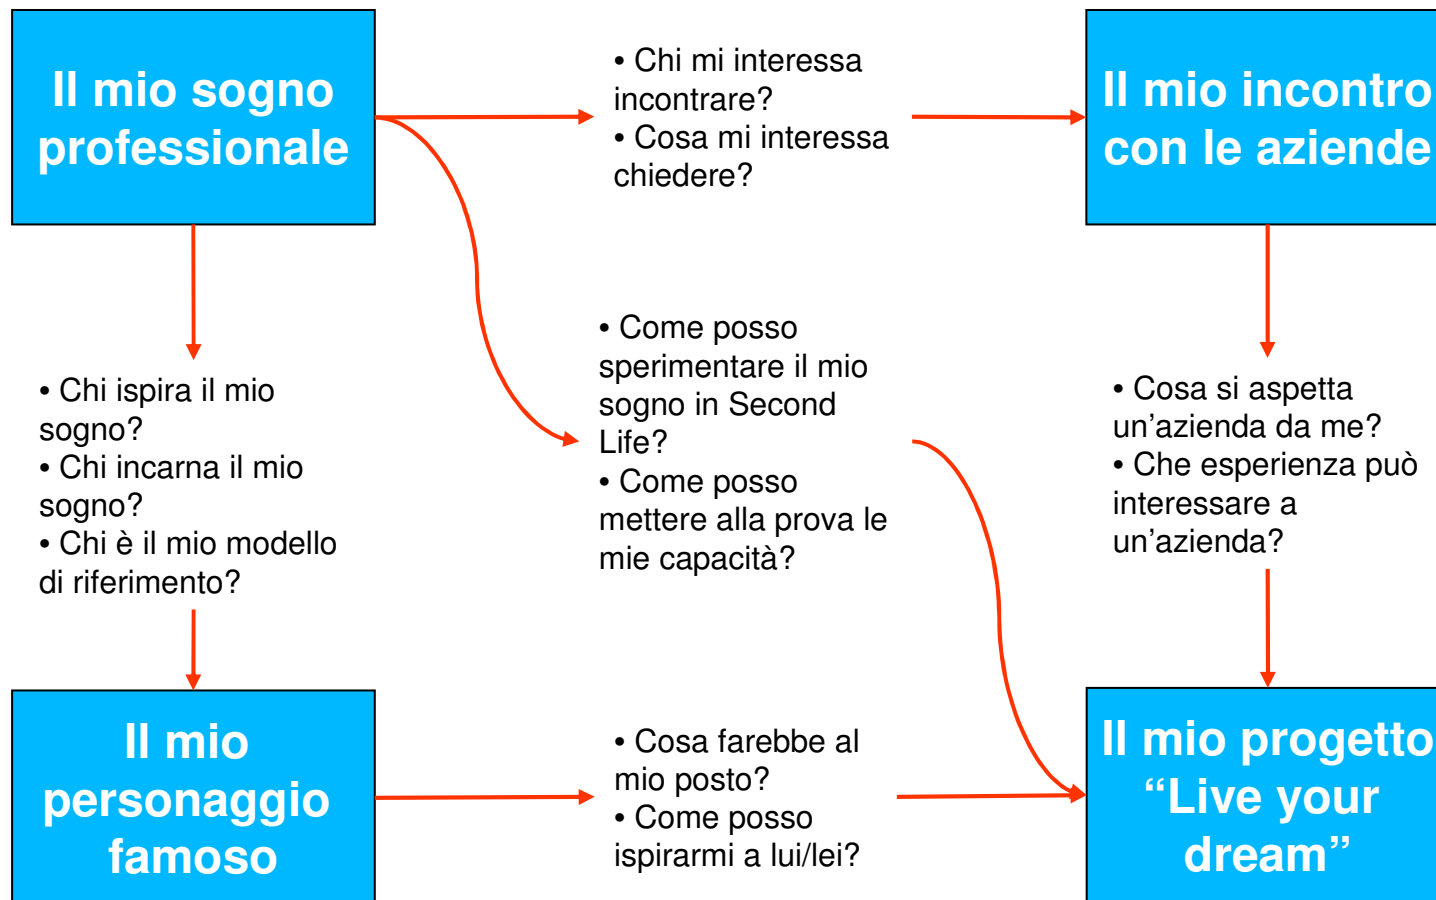 Il mio sogno
professionale
• Chi mi interessa
incontrare?
• Cosa mi interessa
chiedere?
Il mio incontro
con le aziende
• Chi ispira il mio
sogno?
• Chi incarna il mio
sogno?
• Chi è il mio modello
di riferimento?
• Come posso
sperimentare il mio
sogno in Second
Life?
• Come posso
mettere alla prova le
mie capacità?
• Cosa si aspetta
un’azienda da me?
• Che esperienza può
interessare a
un’azienda?
Il mio
personaggio
famoso
• Cosa farebbe al
mio posto?
• Come posso
ispirarmi a lui/lei?
Il mio progetto
“Live your
dream”